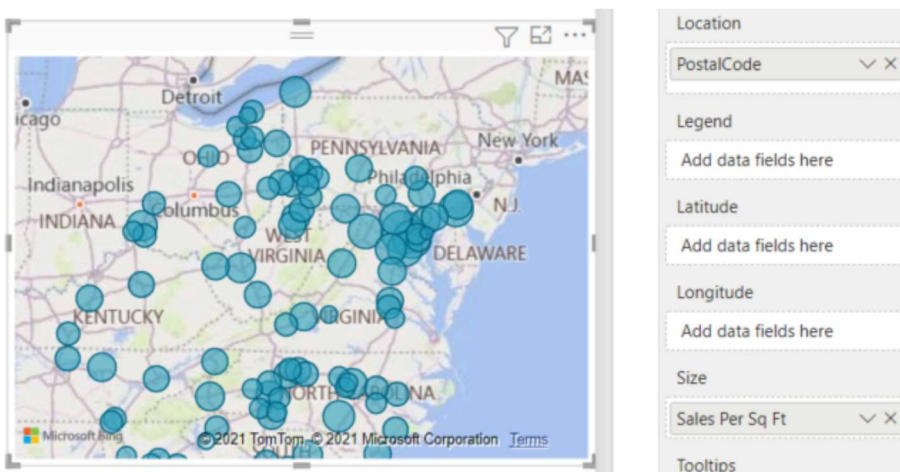 MAS
Detroit
icago
PENNSYLVANIA
New York
OHIO
Philadelphia
Indianapolis
Columbus
N.J.
INDIANA
WEST
VIRGINIA
DELAWARE
KENTUCKY
VIRGINIA
NORTH CAROLINA
Microsoft Bing
© 2021 TomTom, © 2021 Microsoft Corporation Terms
SOUTH
Location
PostalCode
Legend
Add data fields here
Latitude
Add data fields here
Longitude
Add data fields here
Size
Sales Per Sq Ft
Tooltips